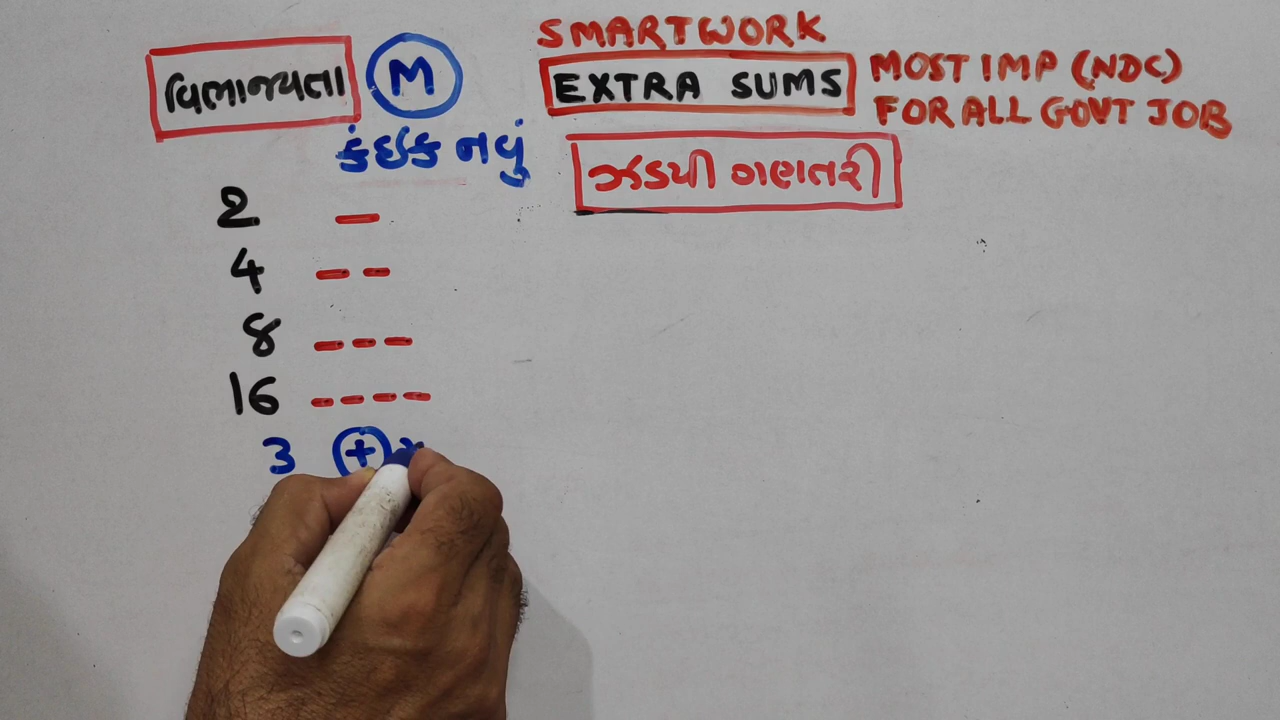 SMARTWORK
વિભાજ્યતા M EXTRA SUMS MOST IMP (NDC)
FOR ALL GOVT JOB
કંઇક નવું
ઝડપી ગણતરી
2 —
4 — —
8 — — —
16 — — — —
3 +